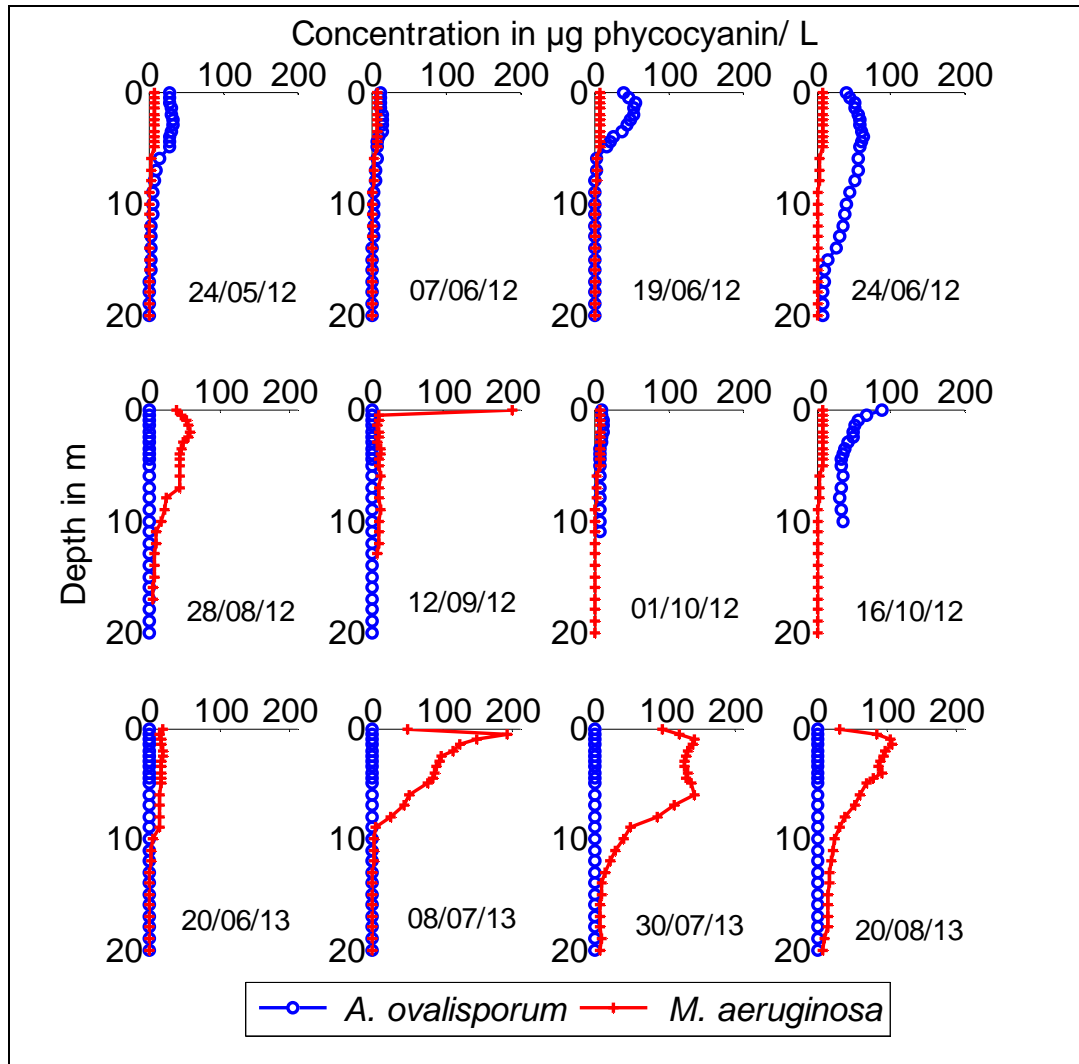 Concentration in µg phycocyanin/ L
0 100 200 0 100 200 0 100 200 0 100 200
0 0 0 0
10 10 10 10
24/05/12 07/06/12 19/06/12 24/06/12
20 20 20 20
0 100 200 0 100 200 0 100 200 0 100 200
0 0 0 0
Depth in m
10 10 10 10
28/08/12 12/09/12 01/10/12 16/10/12
20 20 20 20
0 100 200 0 100 200 0 100 200 0 100 200
0 0 0 0
10 10 10 10
20/06/13 08/07/13 30/07/13 20/08/13
20 20 20 20
A. ovalisporum M. aeruginosa